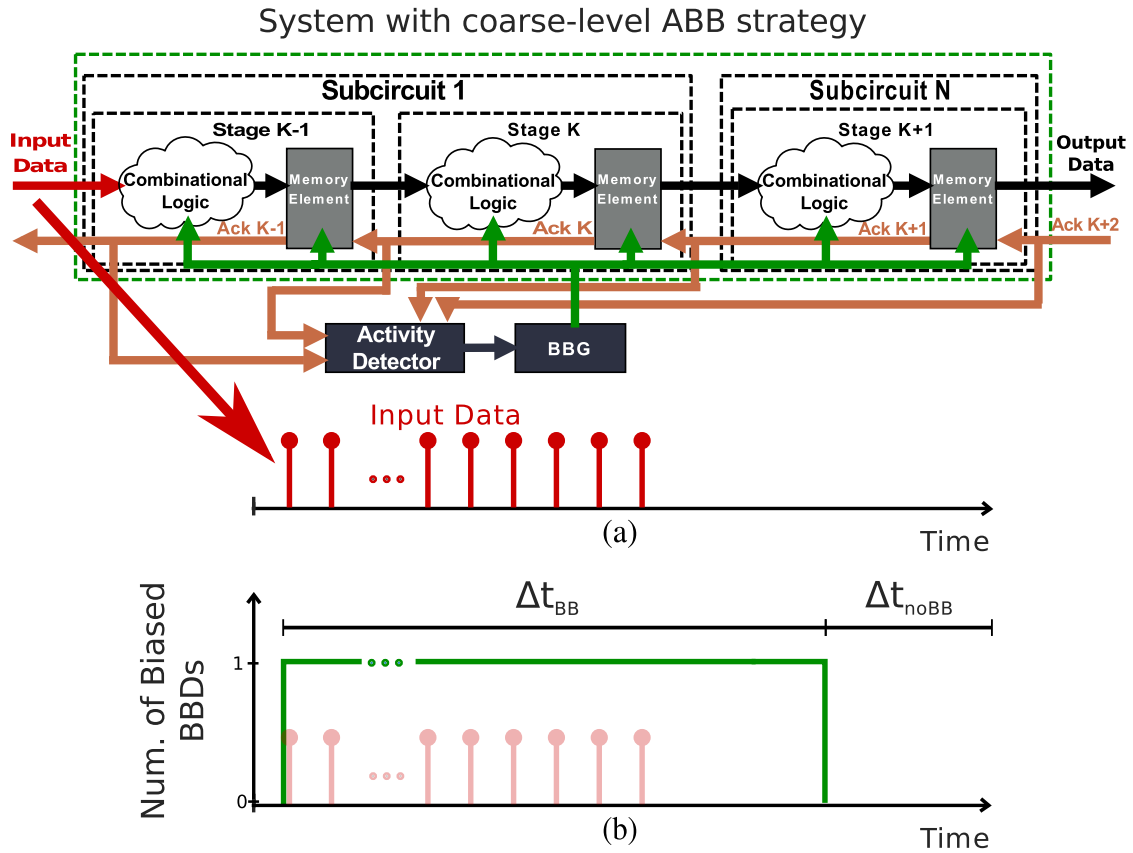 System with coarse-level ABB strategy
Subcircuit 1
Subcircuit N
Stage K-1
Stage K
Stage K+1
Input
Data
Combinational
Logic
Memory
Element
Combinational
Logic
Memory
Element
Combinational
Logic
Memory
Element
Output
Data
Ack K-1
Ack K
Ack K+1
Ack K+2
Activity
Detector
BBG
Input Data
(a)
Time
Num. of Biased
BBDs
Δt_BB
Δt_noBB
1
0
(b)
Time